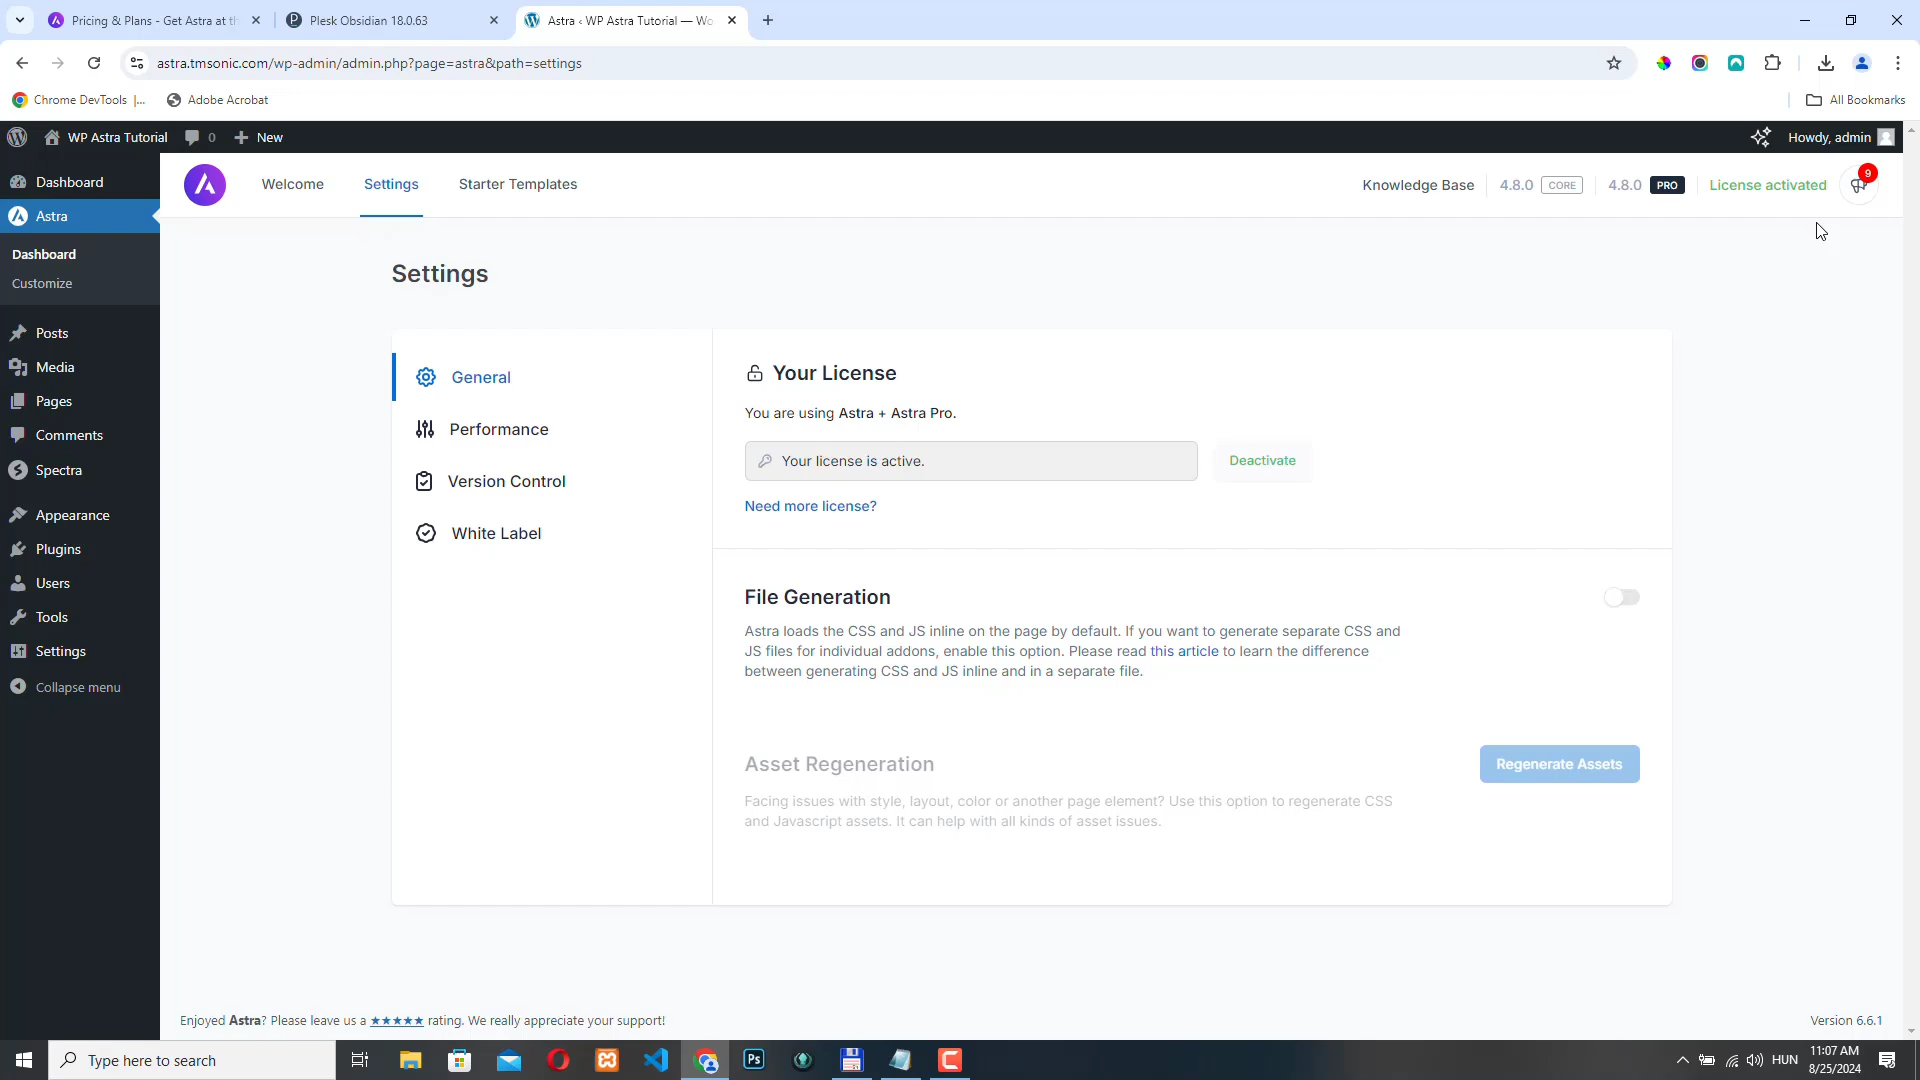 Pricing & Plans - Get Astra at th
Plesk Obsidian 18.0.63
Astra ‹ WP Astra Tutorial — Wo
astra.tmsonic.com/wp-admin/admin.php?page=astra&path=settings
Chrome DevTools |...
Adobe Acrobat
All Bookmarks
WP Astra Tutorial
0
New
Howdy, admin
Dashboard
Astra
Dashboard
Customize
Posts
Media
Pages
Comments
Spectra
Appearance
Plugins
Users
Tools
Settings
Collapse menu
Welcome
Settings
Starter Templates
Knowledge Base
4.8.0 CORE
4.8.0 PRO
License activated
9
Settings
General
Performance
Version Control
White Label
Your License
You are using Astra + Astra Pro.
Your license is active.
Deactivate
Need more license?
File Generation
Astra loads the CSS and JS inline on the page by default. If you want to generate separate CSS and
JS files for individual addons, enable this option. Please read this article to learn the difference
between generating CSS and JS inline and in a separate file.
Asset Regeneration
Regenerate Assets
Facing issues with style, layout, color or another page element? Use this option to regenerate CSS
and Javascript assets. It can help with all kinds of asset issues.
Enjoyed Astra? Please leave us a ★★★★★ rating. We really appreciate your support!
Version 6.6.1
Type here to search
Ps
HUN
11:07 AM
8/25/2024